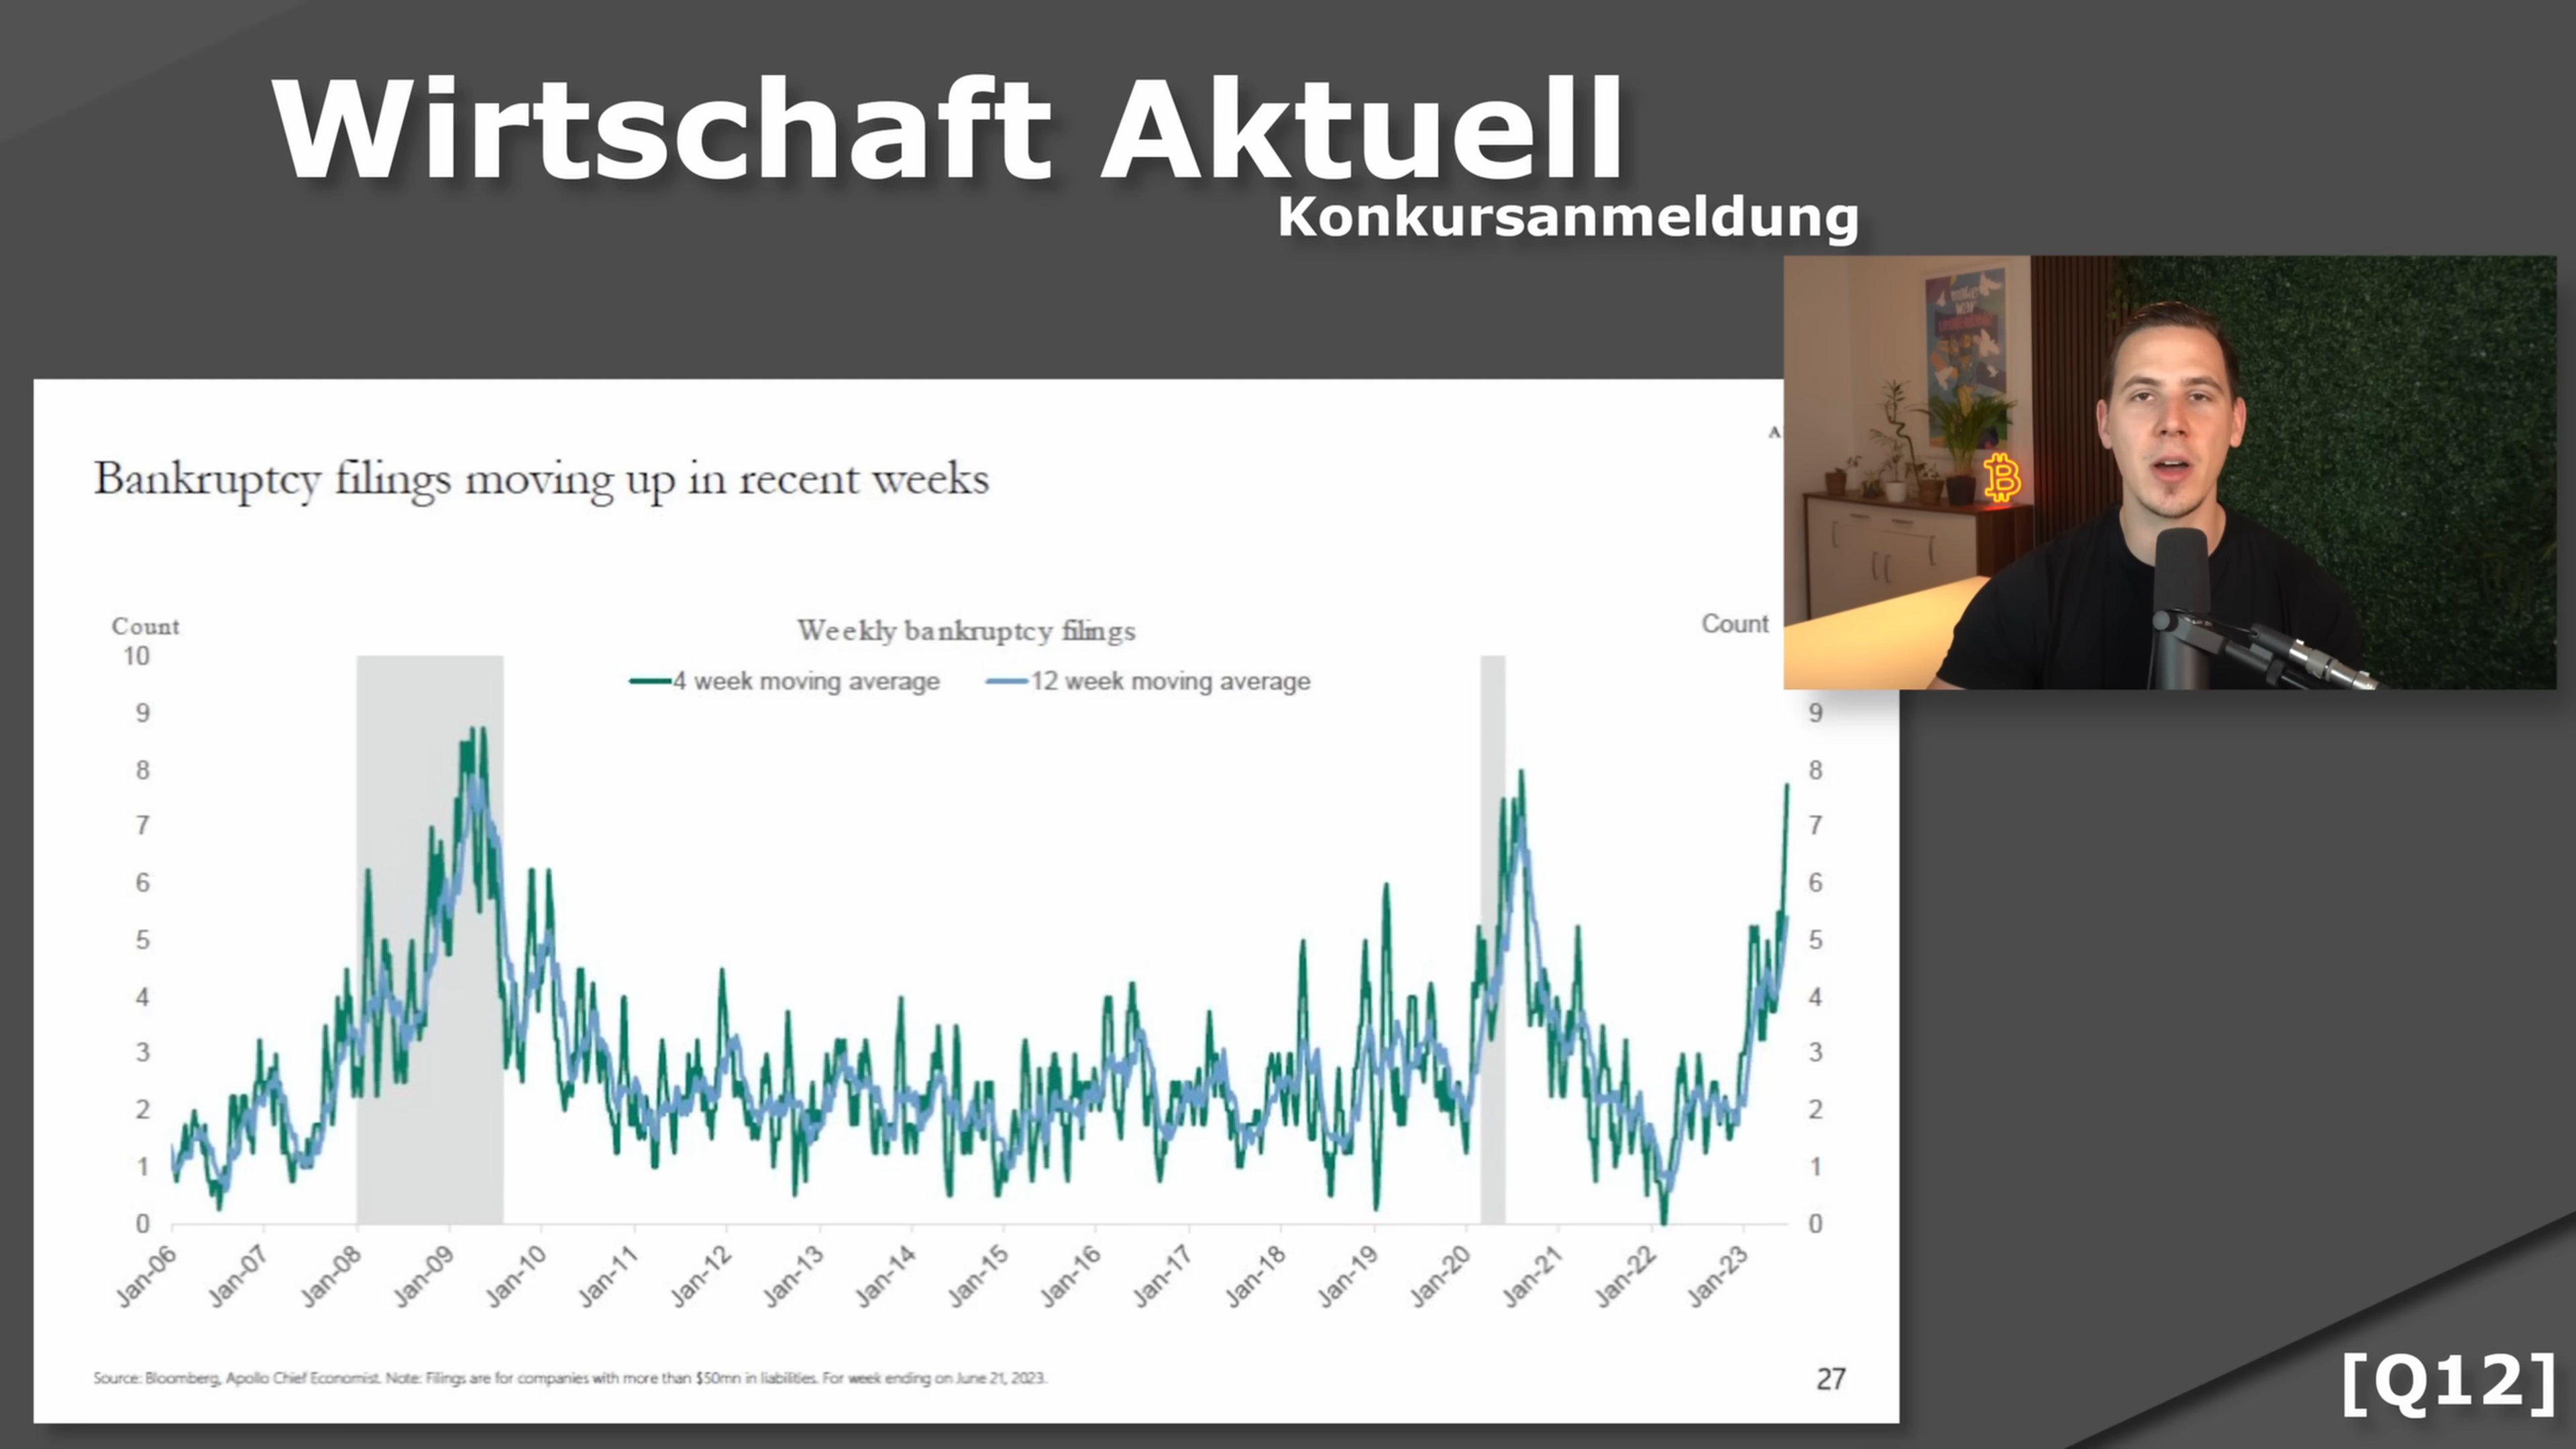 Wirtschaft Aktuell
Konkursanmeldung
A
Bankruptcy filings moving up in recent weeks
Count
Weekly bankruptcy filings
Count
4 week moving average
12 week moving average
10
9
8
7
6
5
4
3
2
1
0
9
8
7
6
5
4
3
2
1
0
Jan-06
Jan-07
Jan-08
Jan-09
Jan-10
Jan-11
Jan-12
Jan-13
Jan-14
Jan-15
Jan-16
Jan-17
Jan-18
Jan-19
Jan-20
Jan-21
Jan-22
Jan-23
Source: Bloomberg, Apollo Chief Economist. Note: Filings are for companies with more than $50mn in liabilities. For week ending on June 21, 2023.
27
[Q12]